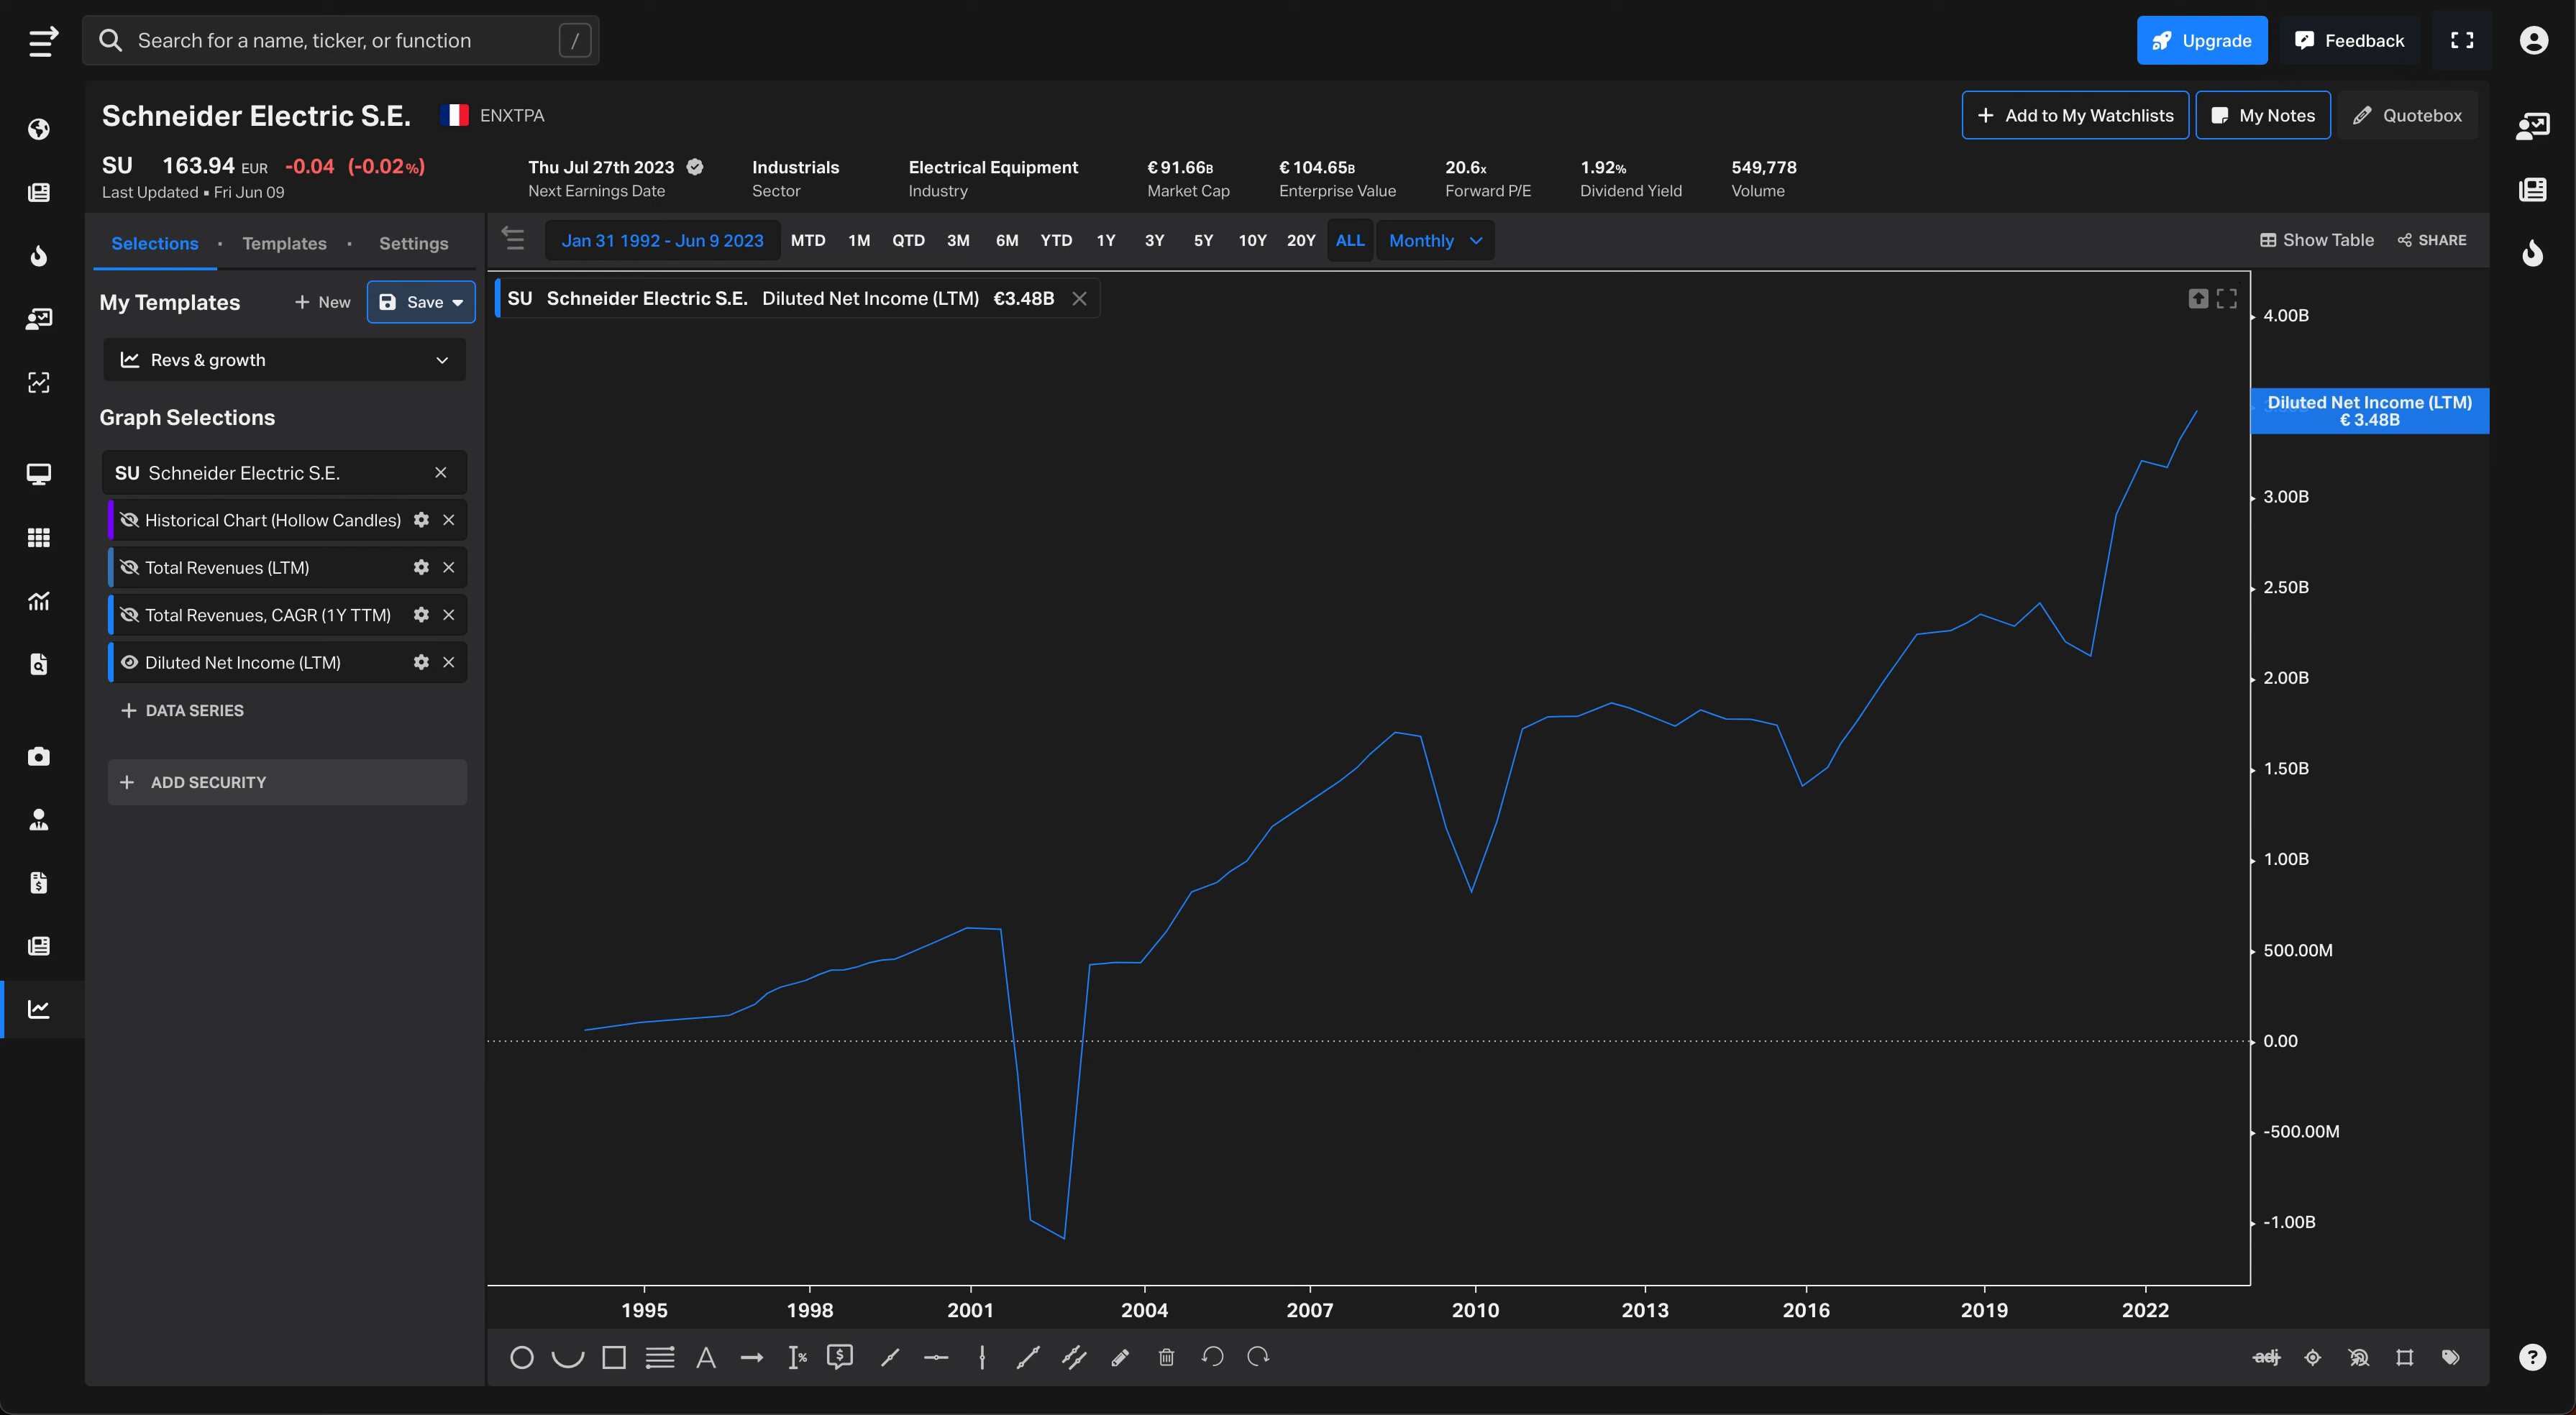 Search for a name, ticker, or function /
Upgrade
Feedback
Schneider Electric S.E. ENXTPA
+ Add to My Watchlists
My Notes
Quotebox
SU 163.94 EUR -0.04 (-0.02%)
Last Updated ▪ Fri Jun 09
Thu Jul 27th 2023
Next Earnings Date
Industrials
Sector
Electrical Equipment
Industry
€91.66B
Market Cap
€104.65B
Enterprise Value
20.6x
Forward P/E
1.92%
Dividend Yield
549,778
Volume
Selections · Templates · Settings
Jan 31 1992 - Jun 9 2023 MTD 1M QTD 3M 6M YTD 1Y 3Y 5Y 10Y 20Y ALL Monthly
Show Table
SHARE
My Templates + New Save
Revs & growth
Graph Selections
SU Schneider Electric S.E.
Historical Chart (Hollow Candles)
Total Revenues (LTM)
Total Revenues, CAGR (1Y TTM)
Diluted Net Income (LTM)
+ DATA SERIES
+ ADD SECURITY
SU Schneider Electric S.E. Diluted Net Income (LTM) €3.48B
4.00B
Diluted Net Income (LTM)
€ 3.48B
3.00B
2.50B
2.00B
1.50B
1.00B
500.00M
0.00
-500.00M
-1.00B
1995 1998 2001 2004 2007 2010 2013 2016 2019 2022
A
%
$
adj
?